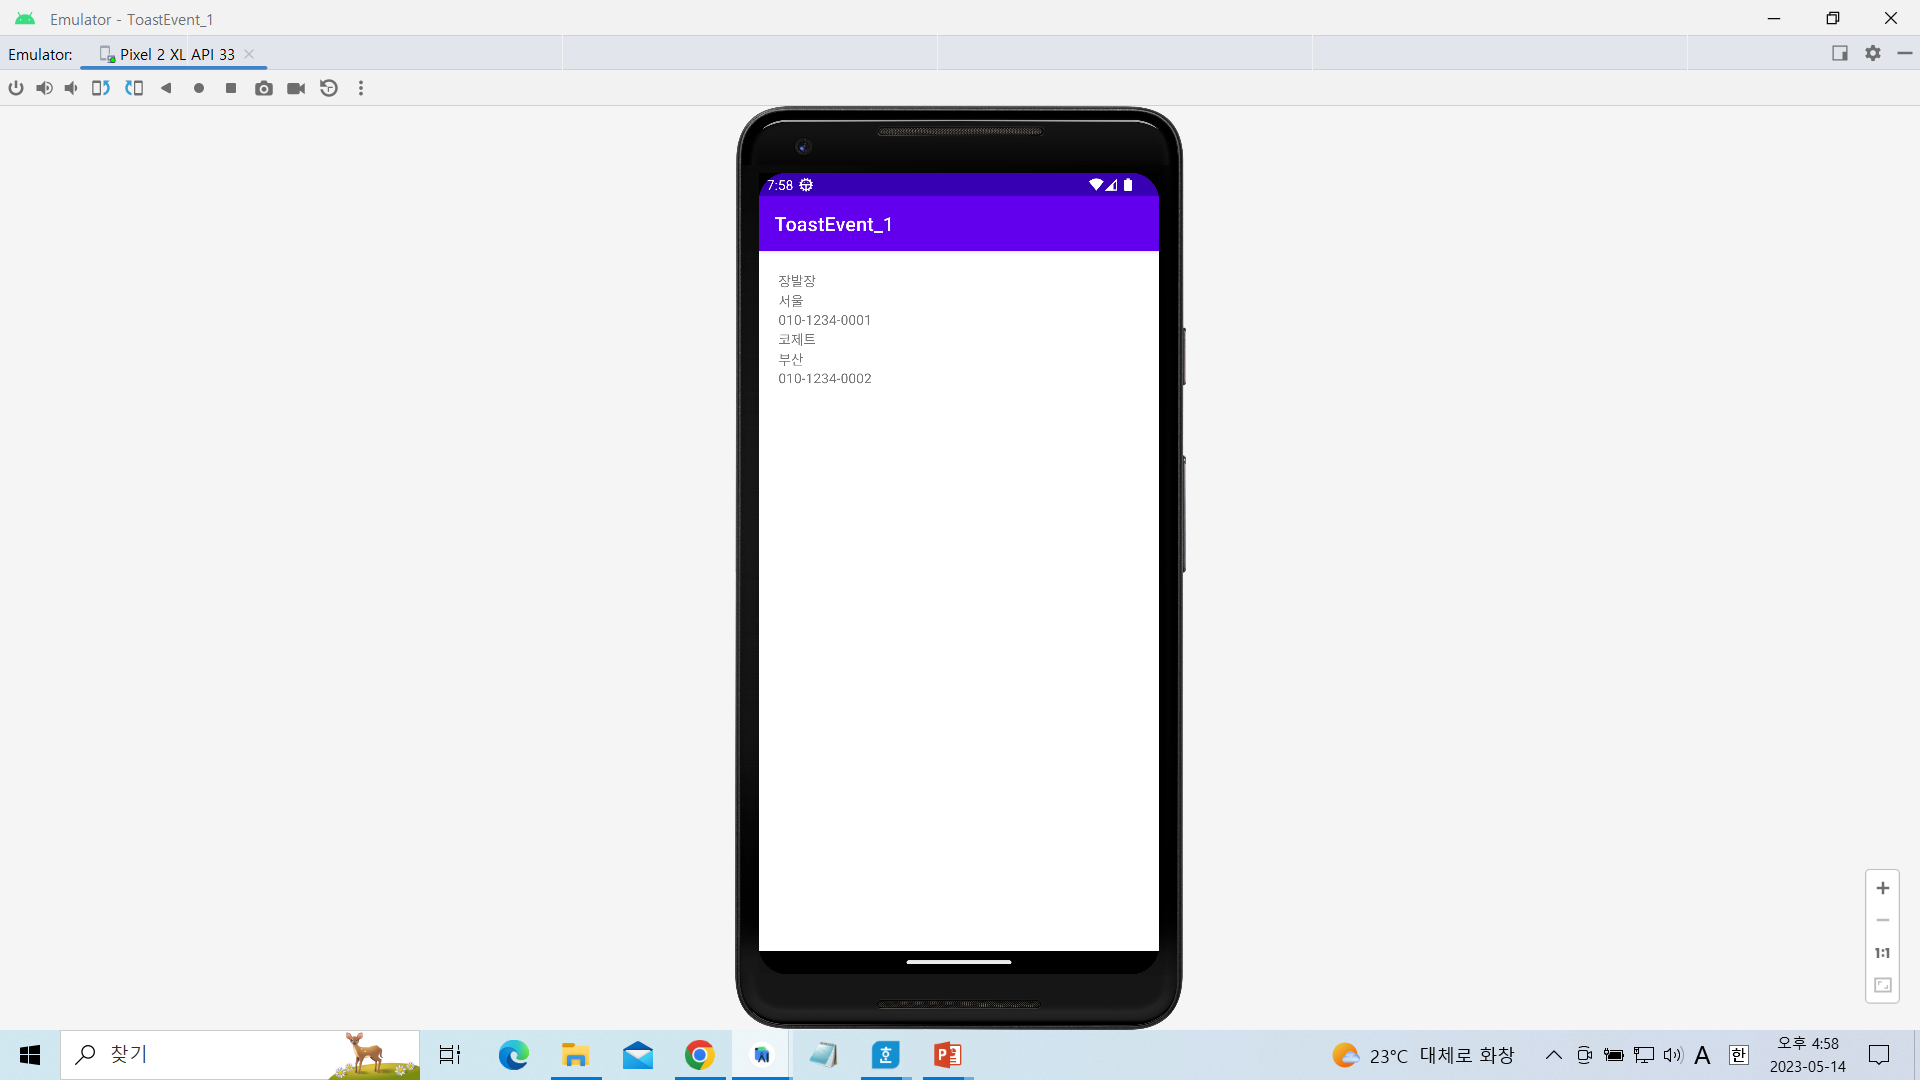 Emulator - ToastEvent_1
Emulator: Pixel 2 XL API 33
7:58
ToastEvent_1
장발장
서울
010-1234-0001
코제트
부산
010-1234-0002
1:1
찾기
23°C 대체로 화창
A 한
오후 4:58
2023-05-14